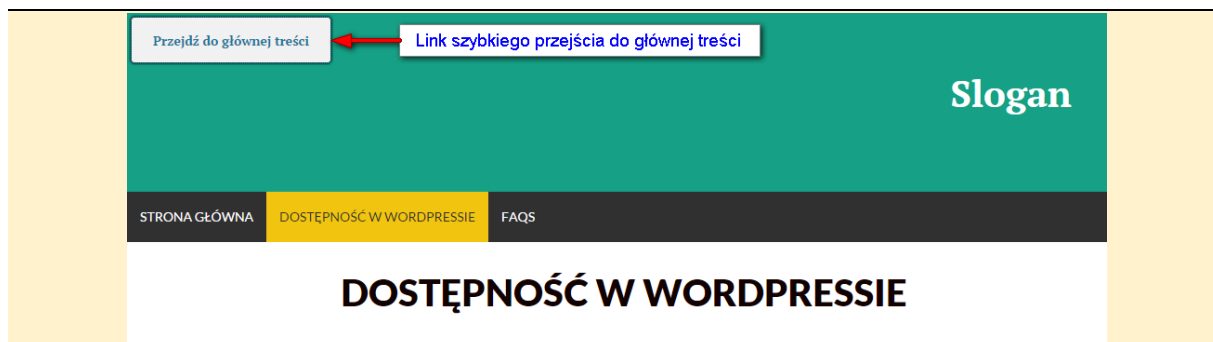 Przejdź do głównej treści
Link szybkiego przejścia do głównej treści
Slogan
STRONA GŁÓWNA DOSTĘPNOŚĆ W WORDPRESSIE FAQS
DOSTĘPNOŚĆ W WORDPRESSIE